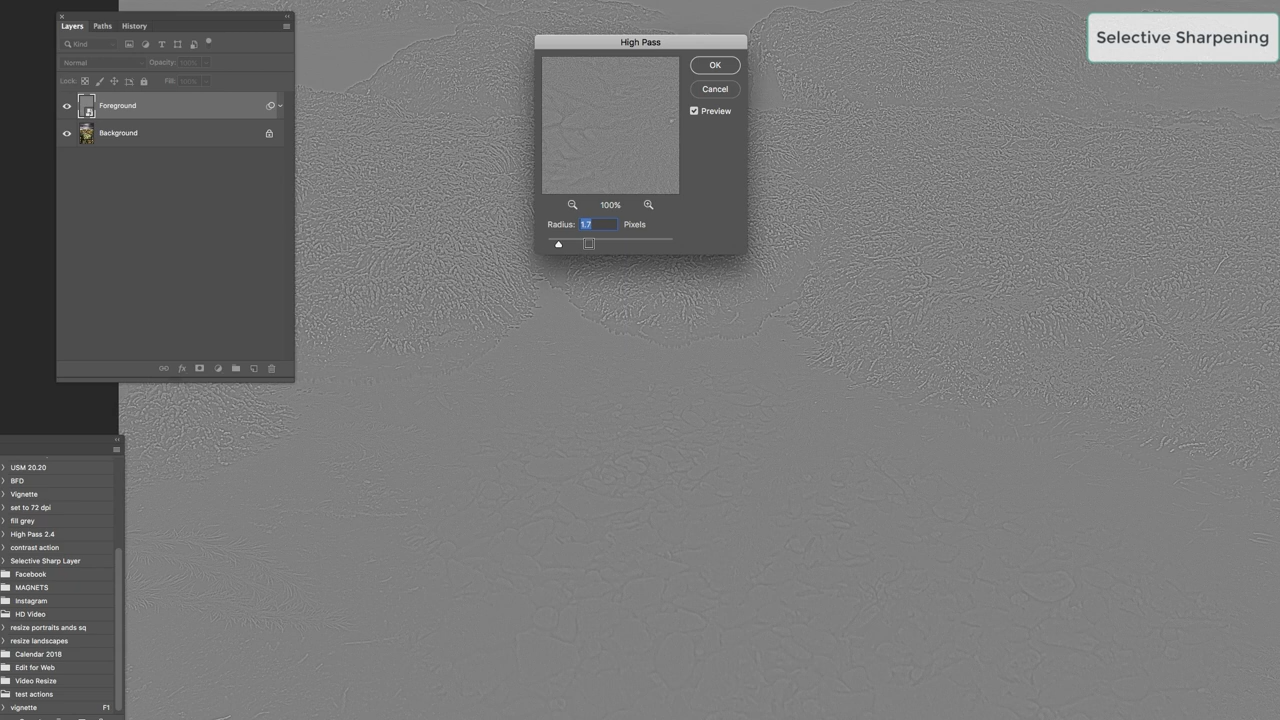 Layers Paths History
Kind
Normal Opacity: 100%
Lock: Fill: 100%
Foreground
Background
High Pass
OK
Cancel
Preview
100%
Radius: 1.7 Pixels
Selective Sharpening
USM 20.20
BFD
Vignette
set to 72 dpi
fill grey
High Pass 2.4
contrast action
Selective Sharp Layer
Facebook
MAGNETS
Instagram
HD Video
resize portraits ands sq
resize landscapes
Calendar 2018
Edit for Web
Video Resize
test actions
vignette F1